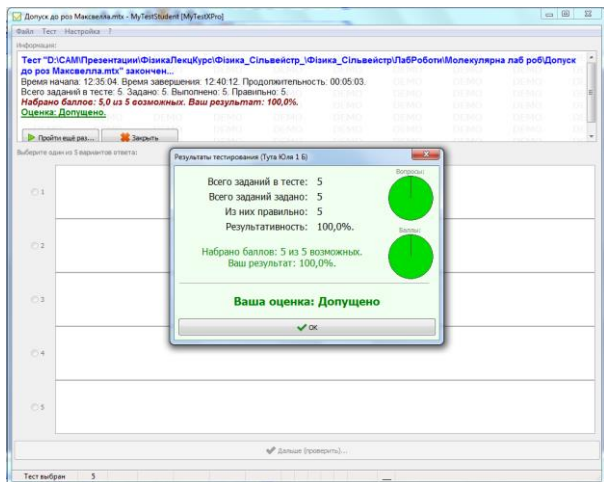 Допуск до роз Максвелла.mtx - MyTestStudent [MyTestXPro]
Файл Тест Настройка ?
Информация:
Тест "D:\САМ\Презентации\ФізикаЛекцКурс\Фізика_Сільвейстр_\Фізика_Сільвейстр\ЛабРоботи\Молекулярна лаб роб\Допуск
до роз Максвелла.mtx" закончен...
Время начала: 12:35:04. Время завершения: 12:40:12. Продолжительность: 00:05:03.
Всего заданий в тесте: 5. Задано: 5. Выполнено: 5. Правильно: 5.
Набрано баллов: 5,0 из 5 возможных. Ваш результат: 100,0%.
Оценка: Допущено.
Пройти ещё раз... Закрыть
Выберите один из 5 вариантов ответа:
Результаты тестирования (Тута Юля 1 Б)
Всего заданий в тесте: 5
Всего заданий задано: 5
Из них правильно: 5
Результативность: 100,0%.
Вопросы:
Баллы:
Набрано баллов: 5 из 5 возможных.
Ваш результат: 100,0%.
Ваша оценка: Допущено
OK
1
2
3
4
5
Дальше (проверить)...
Тест выбран 5